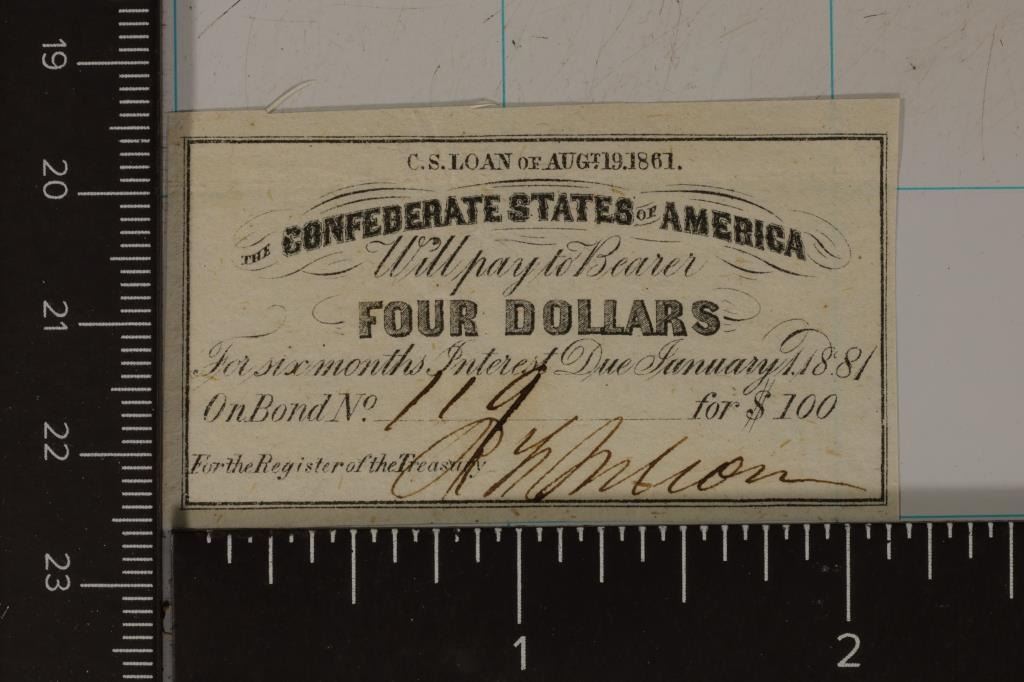 C.S. LOAN OF AUGT. 19. 1861.
THE CONFEDERATE STATES OF AMERICA
Will pay to Bearer
FOUR DOLLARS
For six months Interest Due January 1. 1881
On Bond No. 119 for $ 100
For the Register of the Treasury
19
20
21
22
23
1
2